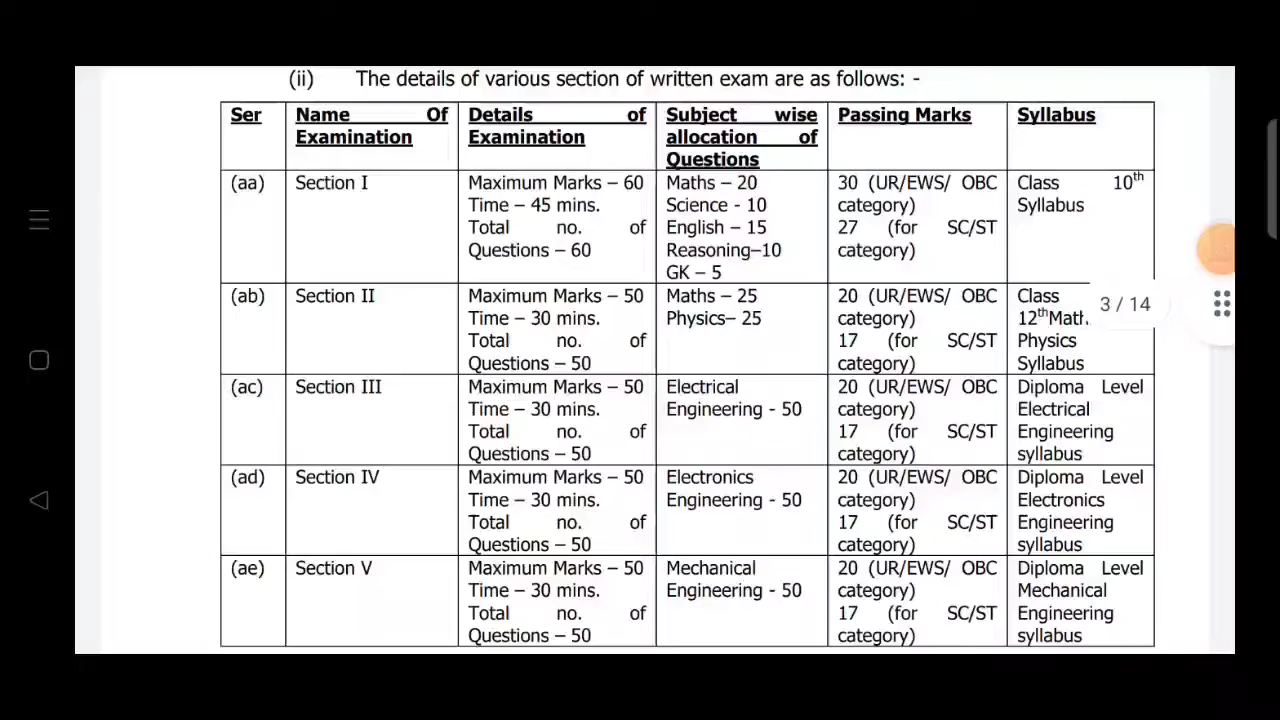 (ii) The details of various section of written exam are as follows: -
Ser Name Of Examination Details of Examination Subject wise allocation of Questions Passing Marks Syllabus
(aa) Section I
Maximum Marks – 60
Time – 45 mins.
Total no. of
Questions – 60
Maths – 20
Science - 10
English – 15
Reasoning–10
GK – 5
30 (UR/EWS/ OBC
category)
27 (for SC/ST
category)
Class 10th
Syllabus
(ab) Section II
Maximum Marks – 50
Time – 30 mins.
Total no. of
Questions – 50
Maths – 25
Physics– 25
20 (UR/EWS/ OBC
category)
17 (for SC/ST
category)
Class
12thMath
Physics
Syllabus
3 / 14
(ac) Section III
Maximum Marks – 50
Time – 30 mins.
Total no. of
Questions – 50
Electrical
Engineering - 50
20 (UR/EWS/ OBC
category)
17 (for SC/ST
category)
Diploma Level
Electrical
Engineering
syllabus
(ad) Section IV
Maximum Marks – 50
Time – 30 mins.
Total no. of
Questions – 50
Electronics
Engineering - 50
20 (UR/EWS/ OBC
category)
17 (for SC/ST
category)
Diploma Level
Electronics
Engineering
syllabus
(ae) Section V
Maximum Marks – 50
Time – 30 mins.
Total no. of
Questions – 50
Mechanical
Engineering - 50
20 (UR/EWS/ OBC
category)
17 (for SC/ST
category)
Diploma Level
Mechanical
Engineering
syllabus